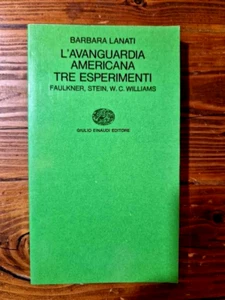 BARBARA LANATI
L'AVANGUARDIA
AMERICANA
TRE ESPERIMENTI
FAULKNER, STEIN, W. C. WILLIAMS
GIULIO EINAUDI EDITORE